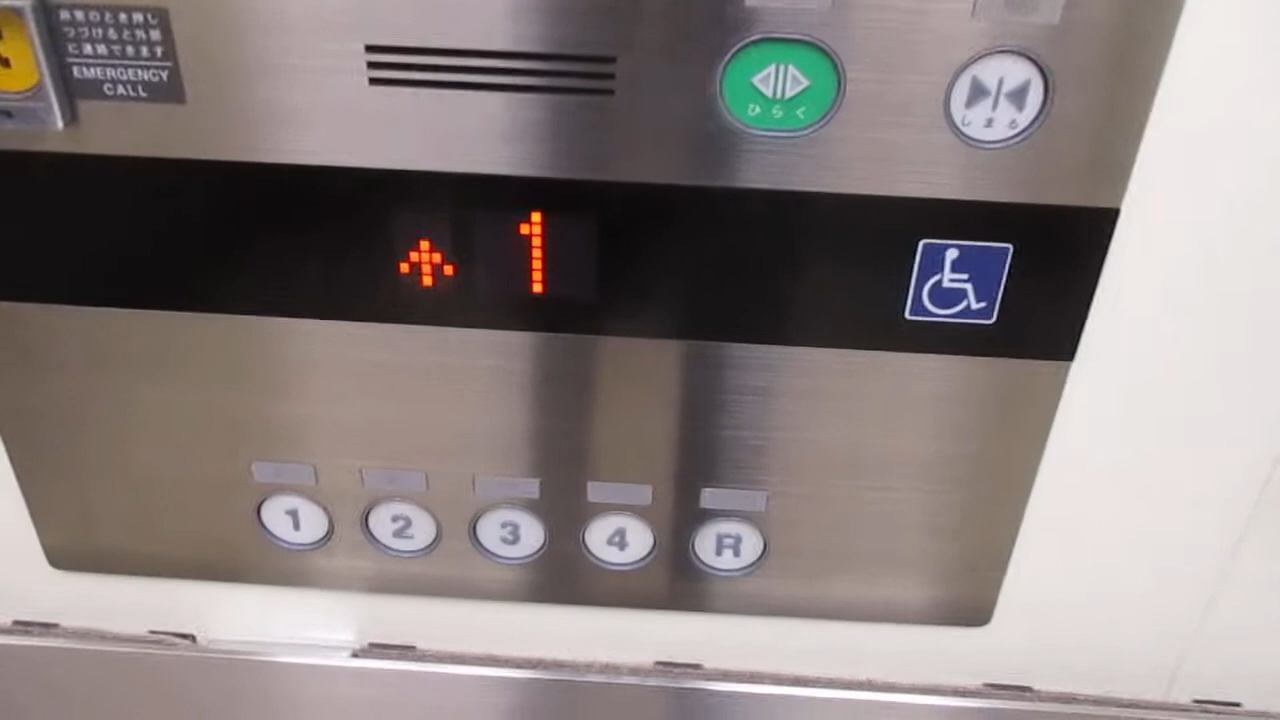 非常のとき押し
つづけると外部
に連絡できます
EMERGENCY
CALL
ひらく
しまる
1
1
2
3
4
R